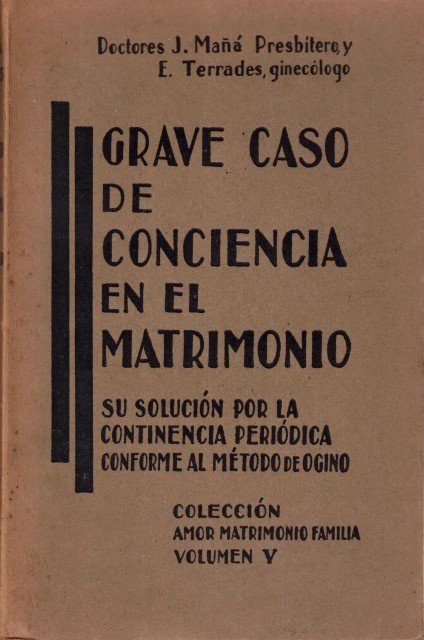 Doctores J. Mañá Presbítero, y
E. Terrades, ginecólogo
GRAVE CASO
DE
CONCIENCIA
EN EL
MATRIMONIO
SU SOLUCIÓN POR LA
CONTINENCIA PERIÓDICA
CONFORME AL MÉTODO DE OGINO
COLECCIÓN
AMOR MATRIMONIO FAMILIA
VOLUMEN V